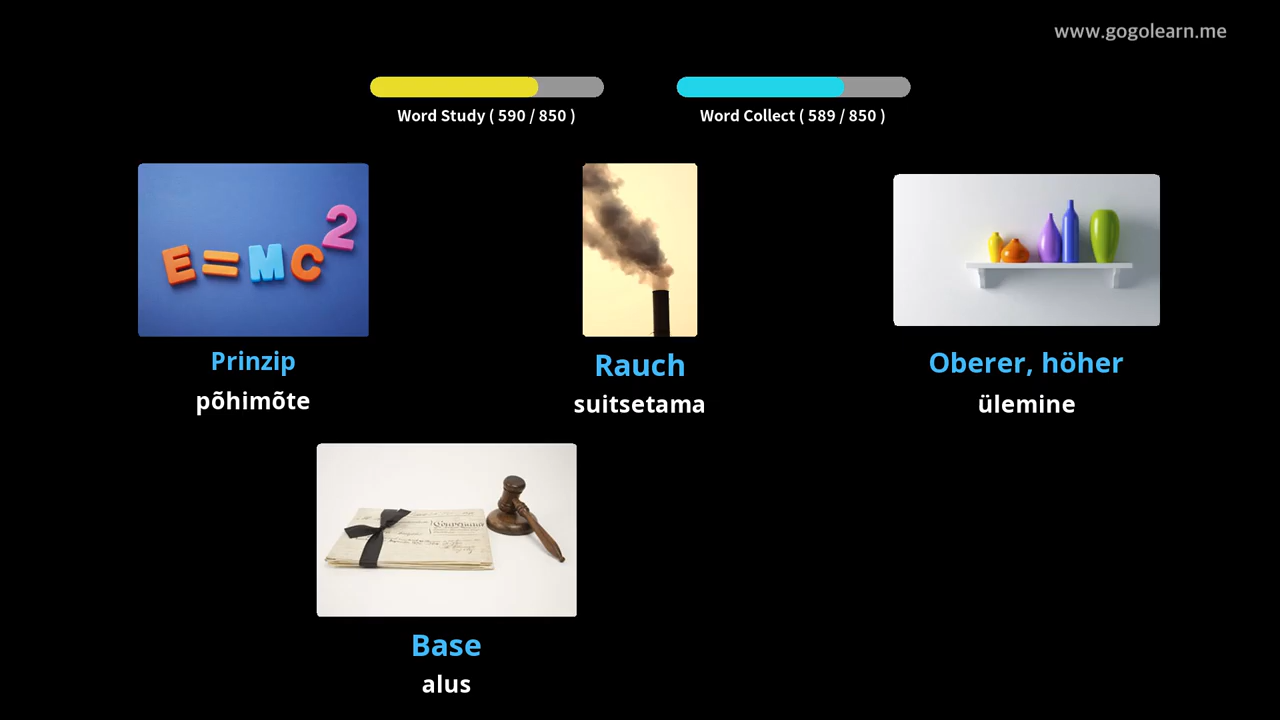 www.gogolearn.me
Word Study ( 590 / 850 )
Word Collect ( 589 / 850 )
E=MC2
Prinzip
põhimõte
Rauch
suitsetama
Oberer, höher
ülemine
Base
alus